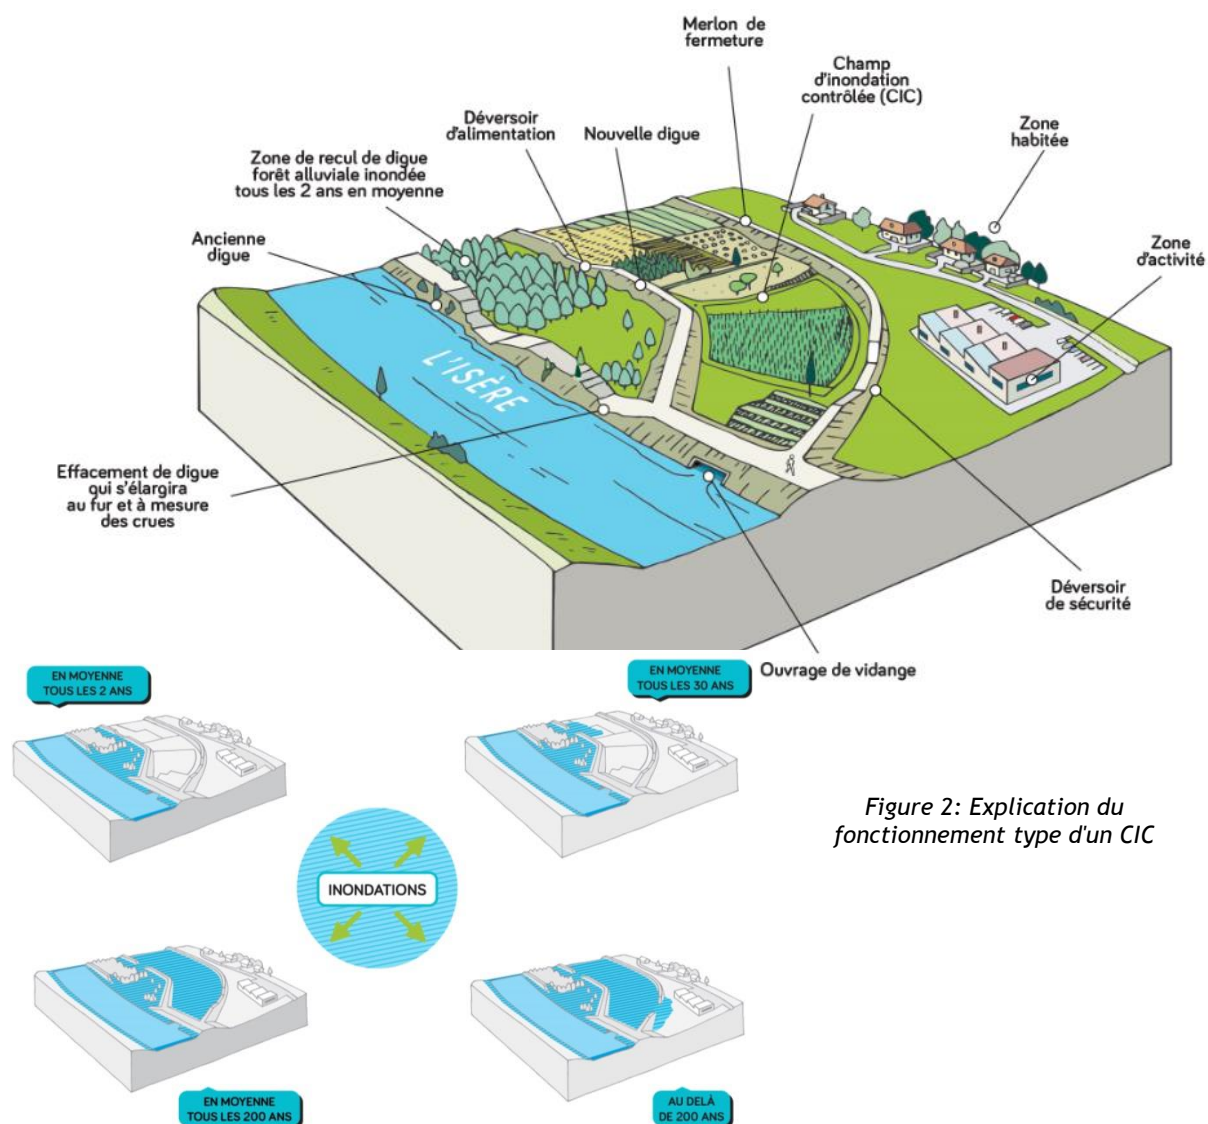 Merlon de
fermeture
Champ
d'inondation
contrôlée (CIC)
Déversoir
d'alimentation
Nouvelle digue
Zone
habitée
Zone de recul de digue
forêt alluviale inondée
tous les 2 ans en moyenne
Ancienne
digue
Zone
d'activité
L'ISÈRE
Effacement de digue
qui s'élargira
au fur et à mesure
des crues
Déversoir
de sécurité
Ouvrage de vidange
EN MOYENNE
TOUS LES 2 ANS
EN MOYENNE
TOUS LES 30 ANS
Figure 2: Explication du
fonctionnement type d'un CIC
INONDATIONS
EN MOYENNE
TOUS LES 200 ANS
AU DELÀ
DE 200 ANS